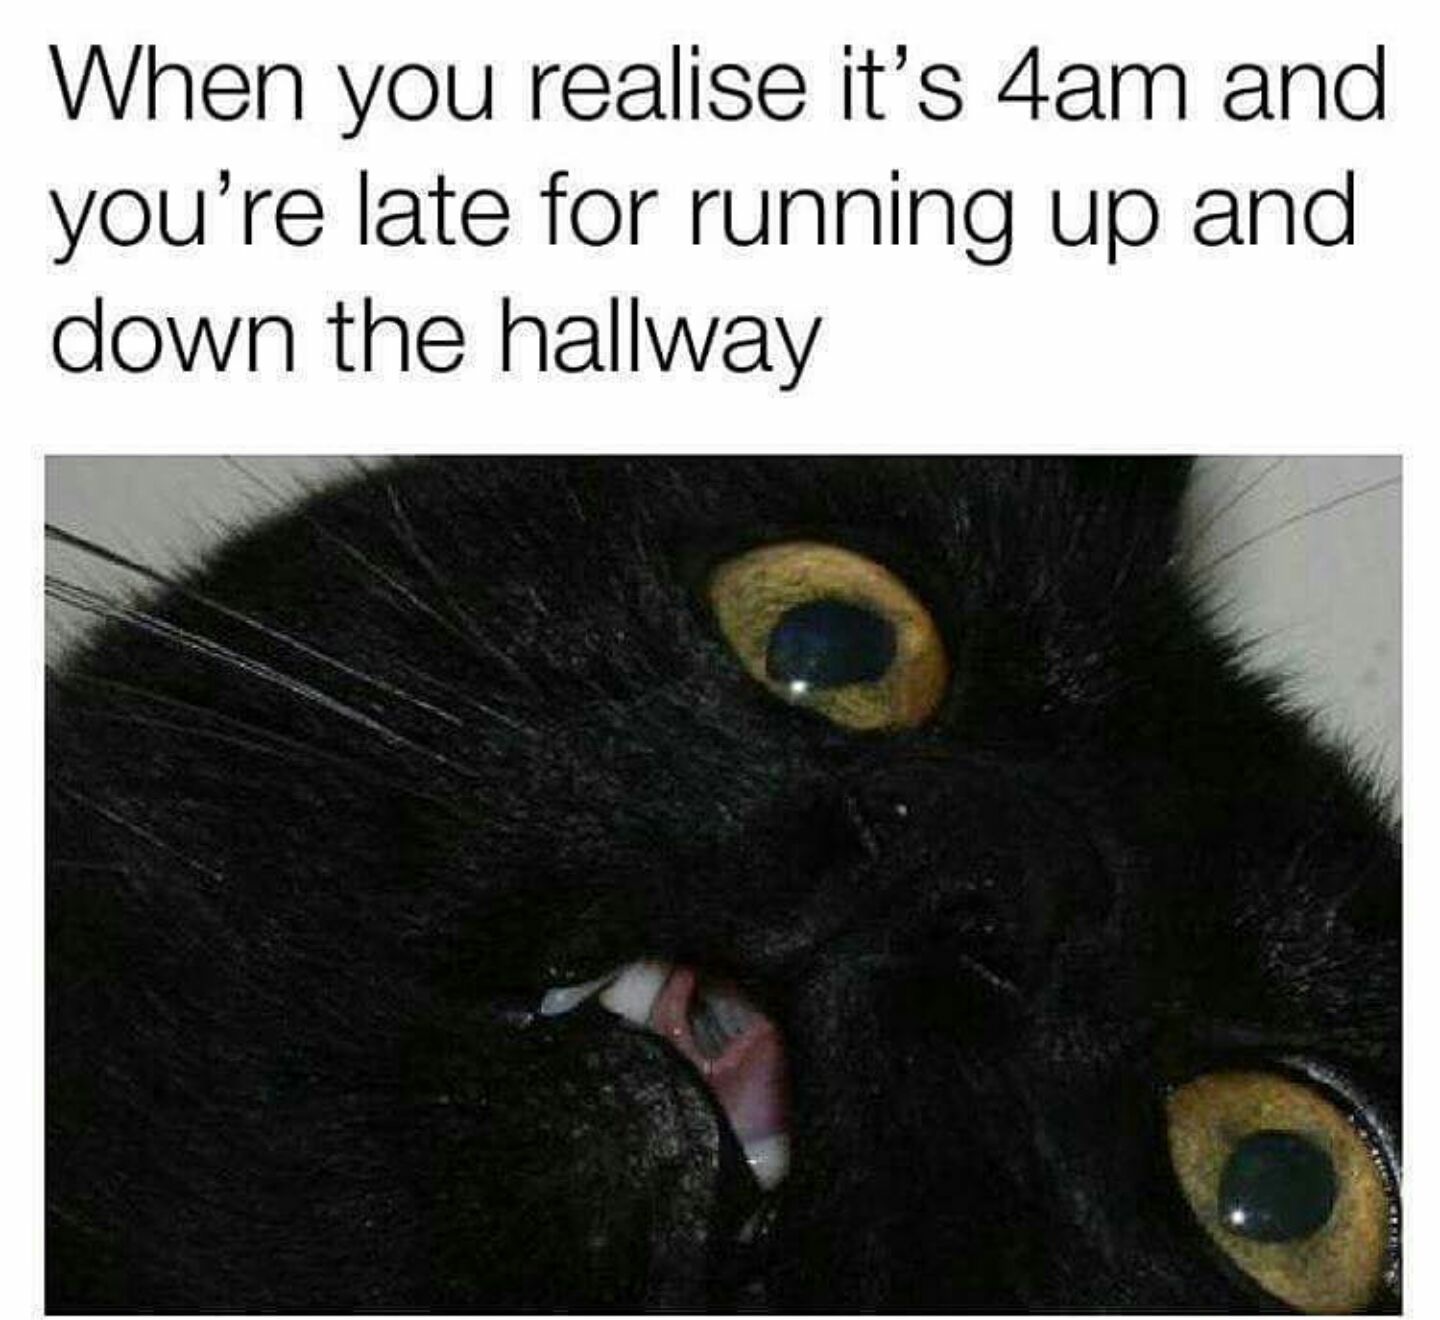 When you realise it’s 4am and
you’re late for running up and
down the hallway